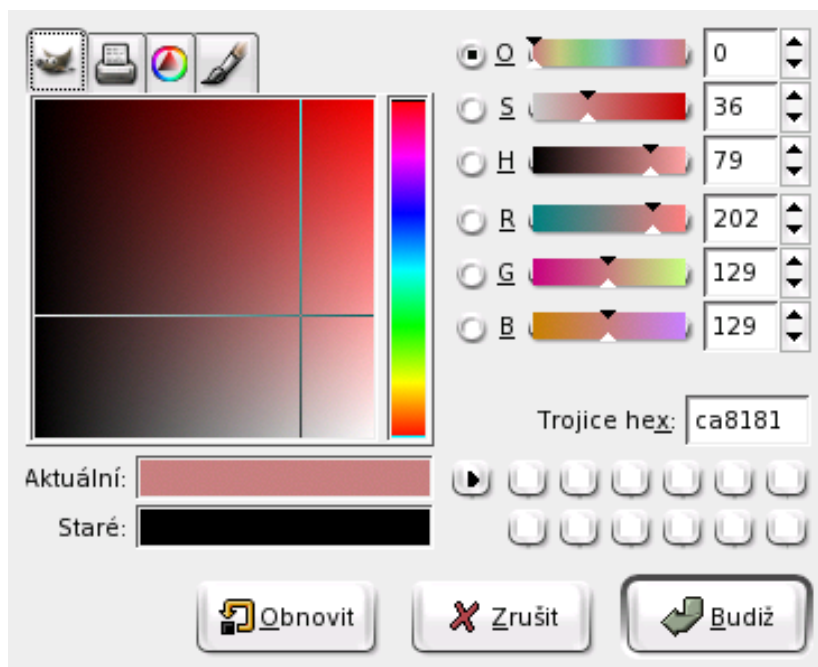 O 0
S 36
H 79
R 202
G 129
B 129
Trojice hex: ca8181
Aktuální:
Staré:
Obnovit Zrušit Budiž